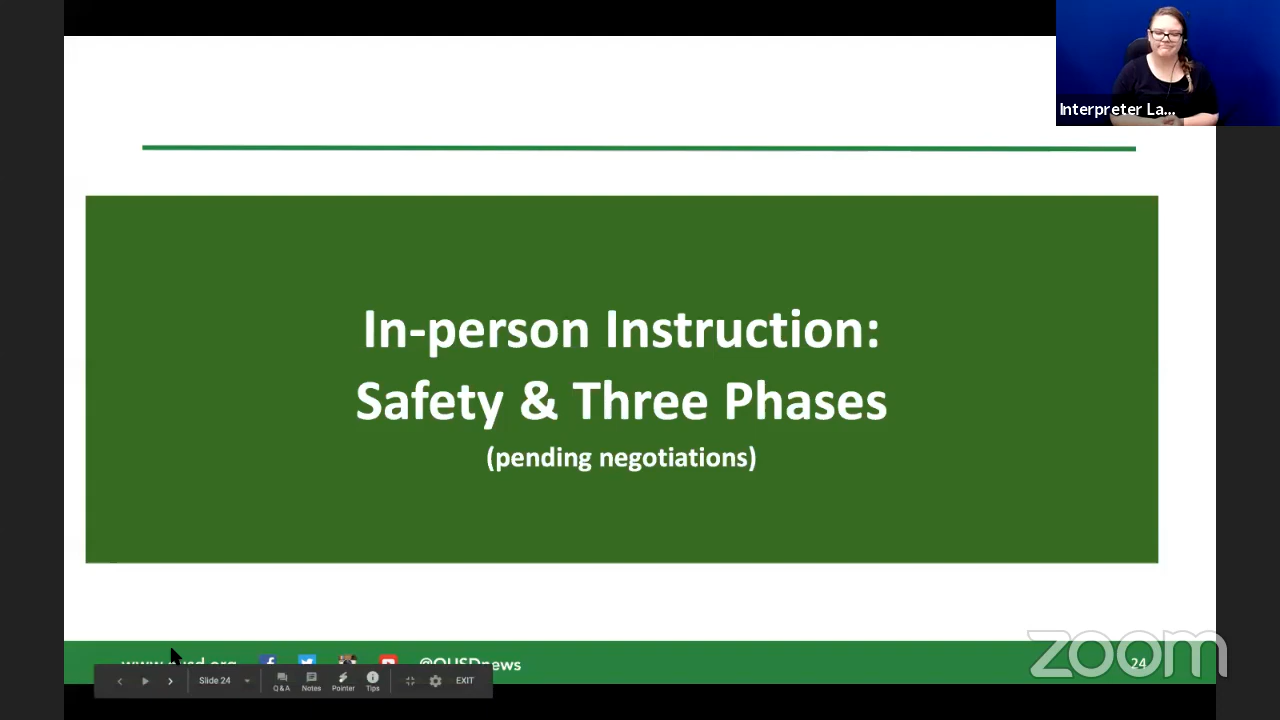 Interpreter La...
In-person Instruction:
Safety & Three Phases
(pending negotiations)
@OUSDnews
24
zoom
Slide 24
Q&A
Notes
Pointer
Tips
EXIT